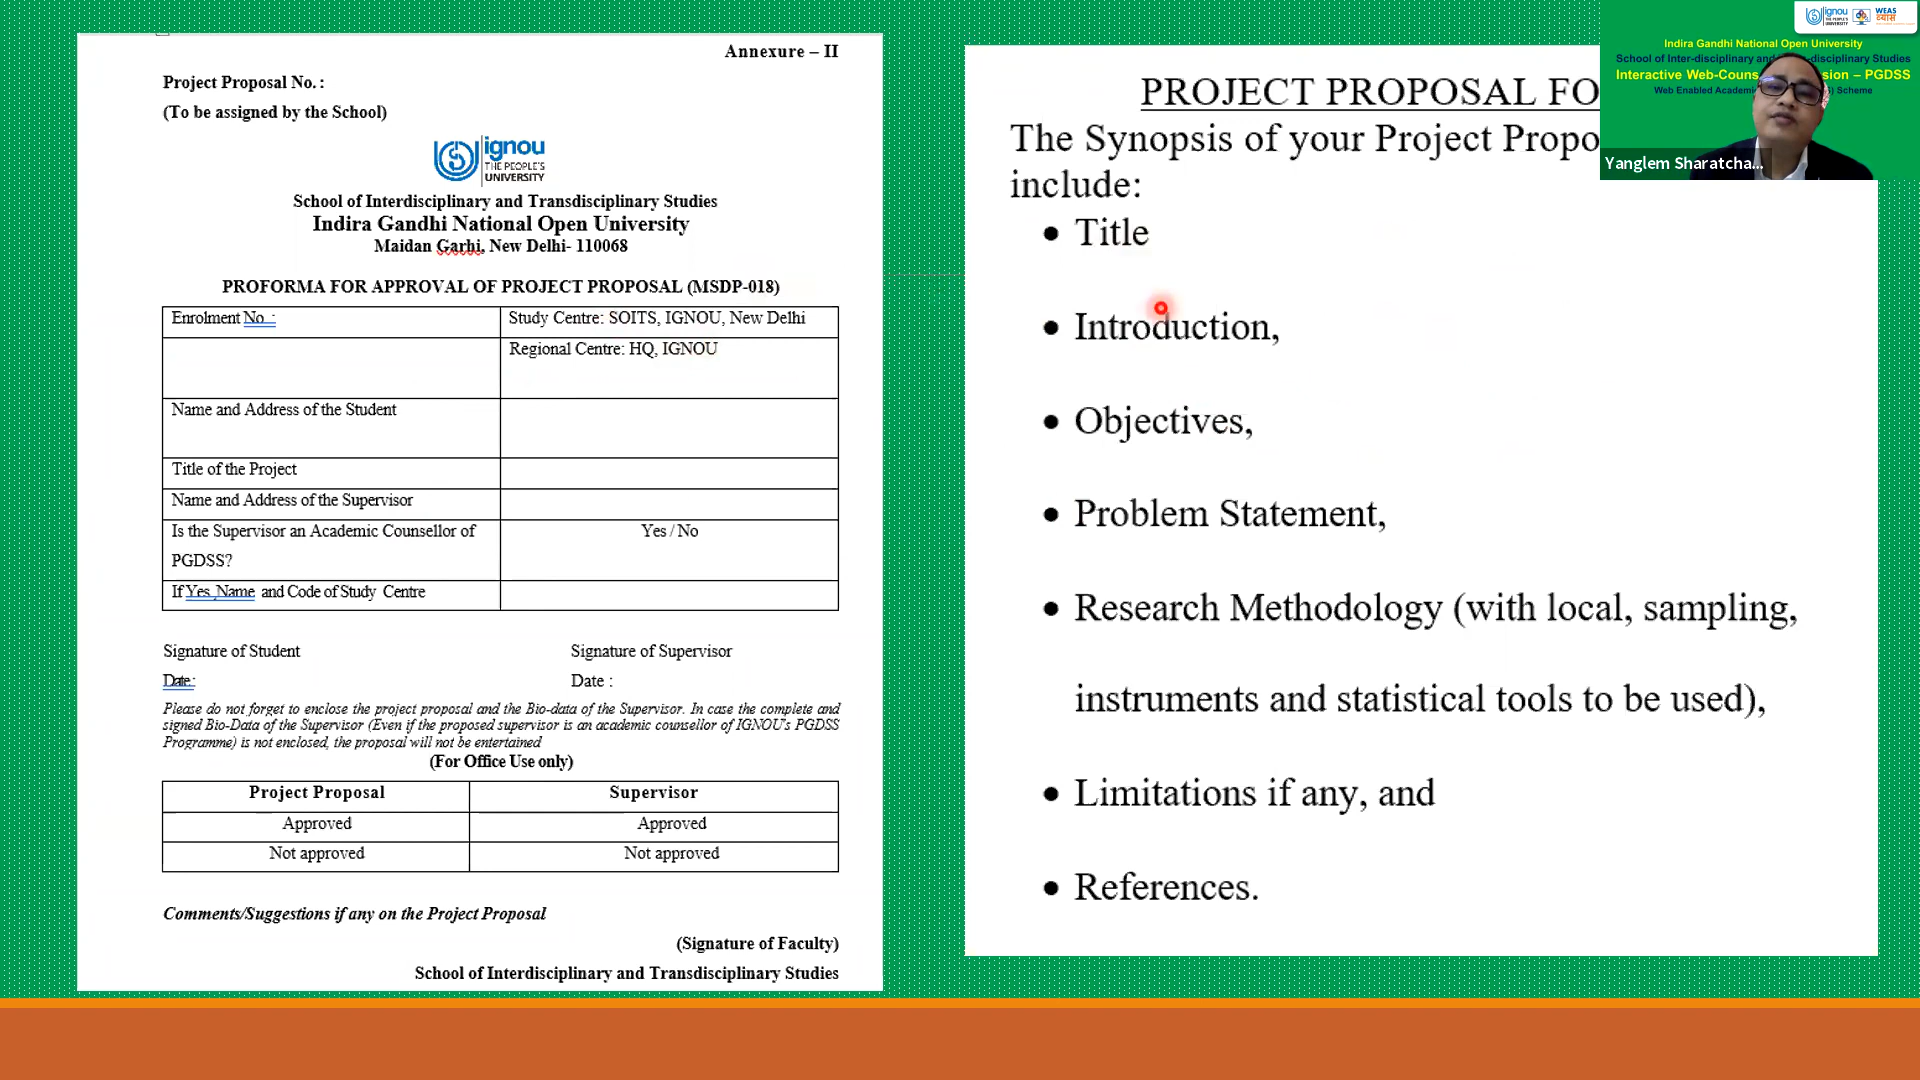 Annexure – II
Project Proposal No. :
(To be assigned by the School)
ignou
THE PEOPLE'S
UNIVERSITY
School of Interdisciplinary and Transdisciplinary Studies
Indira Gandhi National Open University
Maidan Garhi, New Delhi- 110068
PROFORMA FOR APPROVAL OF PROJECT PROPOSAL (MSDP-018)
Enrolment No. :
Study Centre: SOITS, IGNOU, New Delhi
Regional Centre: HQ, IGNOU
Name and Address of the Student
Title of the Project
Name and Address of the Supervisor
Is the Supervisor an Academic Counsellor of
PGDSS?
Yes / No
If Yes Name and Code of Study Centre
Signature of Student
Signature of Supervisor
Date:
Date :
Please do not forget to enclose the project proposal and the Bio-data of the Supervisor. In case the complete and
signed Bio-Data of the Supervisor (Even if the proposed supervisor is an academic counsellor of IGNOU's PGDSS
Programme) is not enclosed, the proposal will not be entertained
(For Office Use only)
Project Proposal
Supervisor
Approved
Approved
Not approved
Not approved
Comments/Suggestions if any on the Project Proposal
(Signature of Faculty)
School of Interdisciplinary and Transdisciplinary Studies
PROJECT PROPOSAL FO
The Synopsis of your Project Propo
include:
• Title
• Introduction,
• Objectives,
• Problem Statement,
• Research Methodology (with local, sampling,
instruments and statistical tools to be used),
• Limitations if any, and
• References.
ignou
WEAS
Indira Gandhi National Open University
School of Inter-disciplinary and -disciplinary Studies
Interactive Web-Couns sion – PGDSS
Web Enabled Academi Scheme
Yanglem Sharatcha...